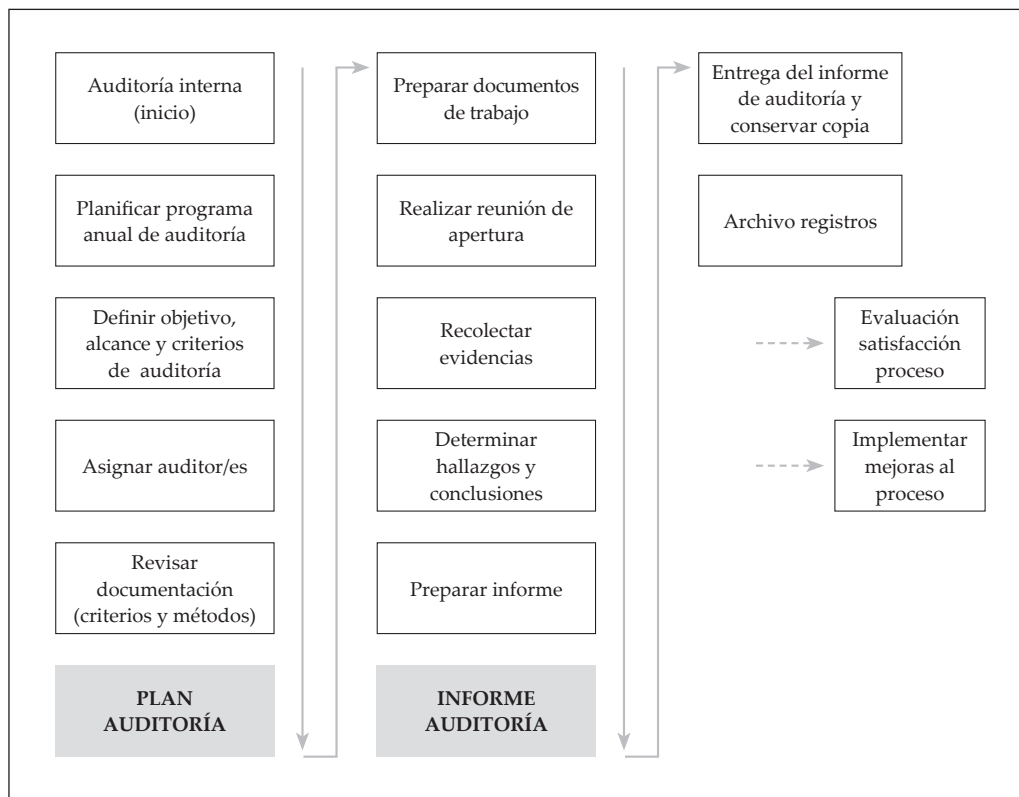 Auditoría interna
(inicio)
Planificar programa
anual de auditoría
Definir objetivo,
alcance y criterios
de auditoría
Asignar auditor/es
Revisar
documentación
(criterios y métodos)
PLAN
AUDITORÍA
Preparar documentos
de trabajo
Realizar reunión de
apertura
Recolectar
evidencias
Determinar
hallazgos y
conclusiones
Preparar informe
INFORME
AUDITORÍA
Entrega del informe
de auditoría y
conservar copia
Archivo registros
Evaluación
satisfacción
proceso
Implementar
mejoras al
proceso